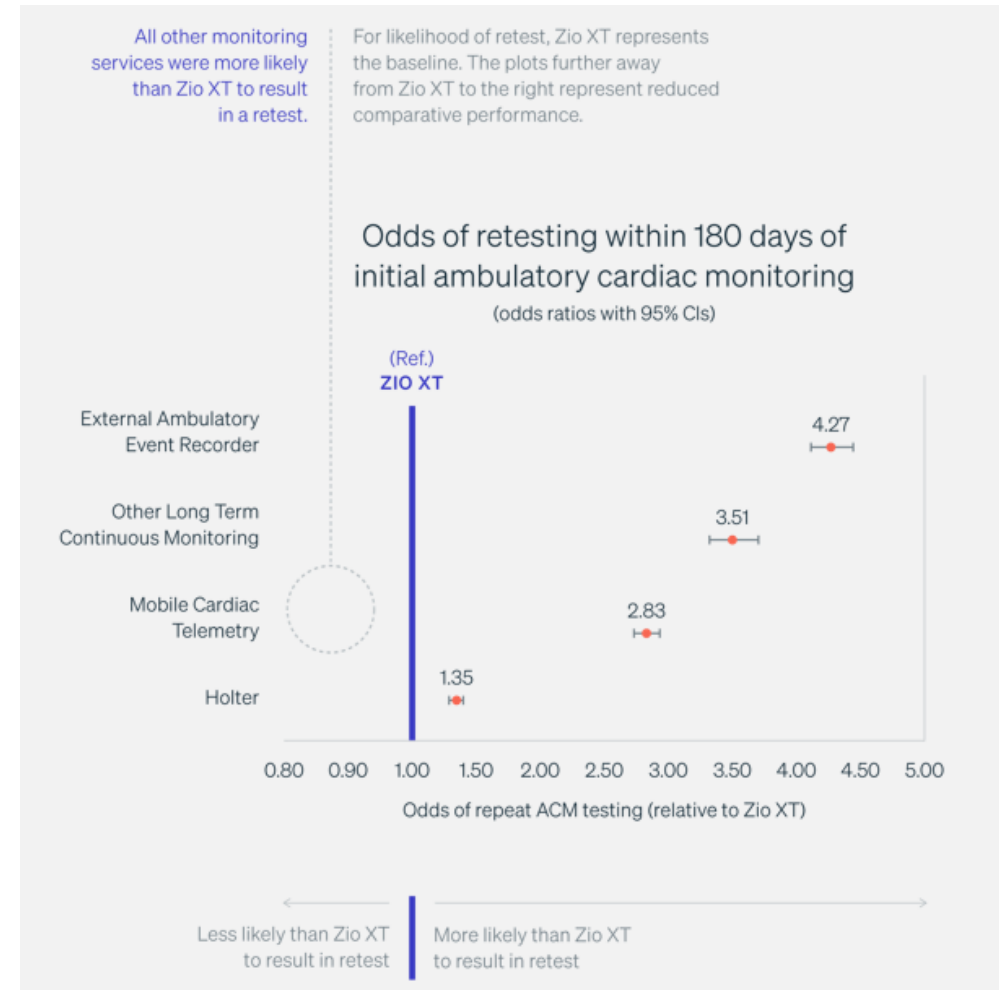 All other monitoring
services were more likely
than Zio XT to result
in a retest.
For likelihood of retest, Zio XT represents
the baseline. The plots further away
from Zio XT to the right represent reduced
comparative performance.
Odds of retesting within 180 days of
initial ambulatory cardiac monitoring
(odds ratios with 95% CIs)
(Ref.)
ZIO XT
External Ambulatory
Event Recorder
4.27
Other Long Term
Continuous Monitoring
3.51
Mobile Cardiac
Telemetry
2.83
Holter
1.35
0.80 0.90 1.00 1.50 2.00 2.50 3.00 3.50 4.00 4.50 5.00
Odds of repeat ACM testing (relative to Zio XT)
Less likely than Zio XT
to result in retest
More likely than Zio XT
to result in retest